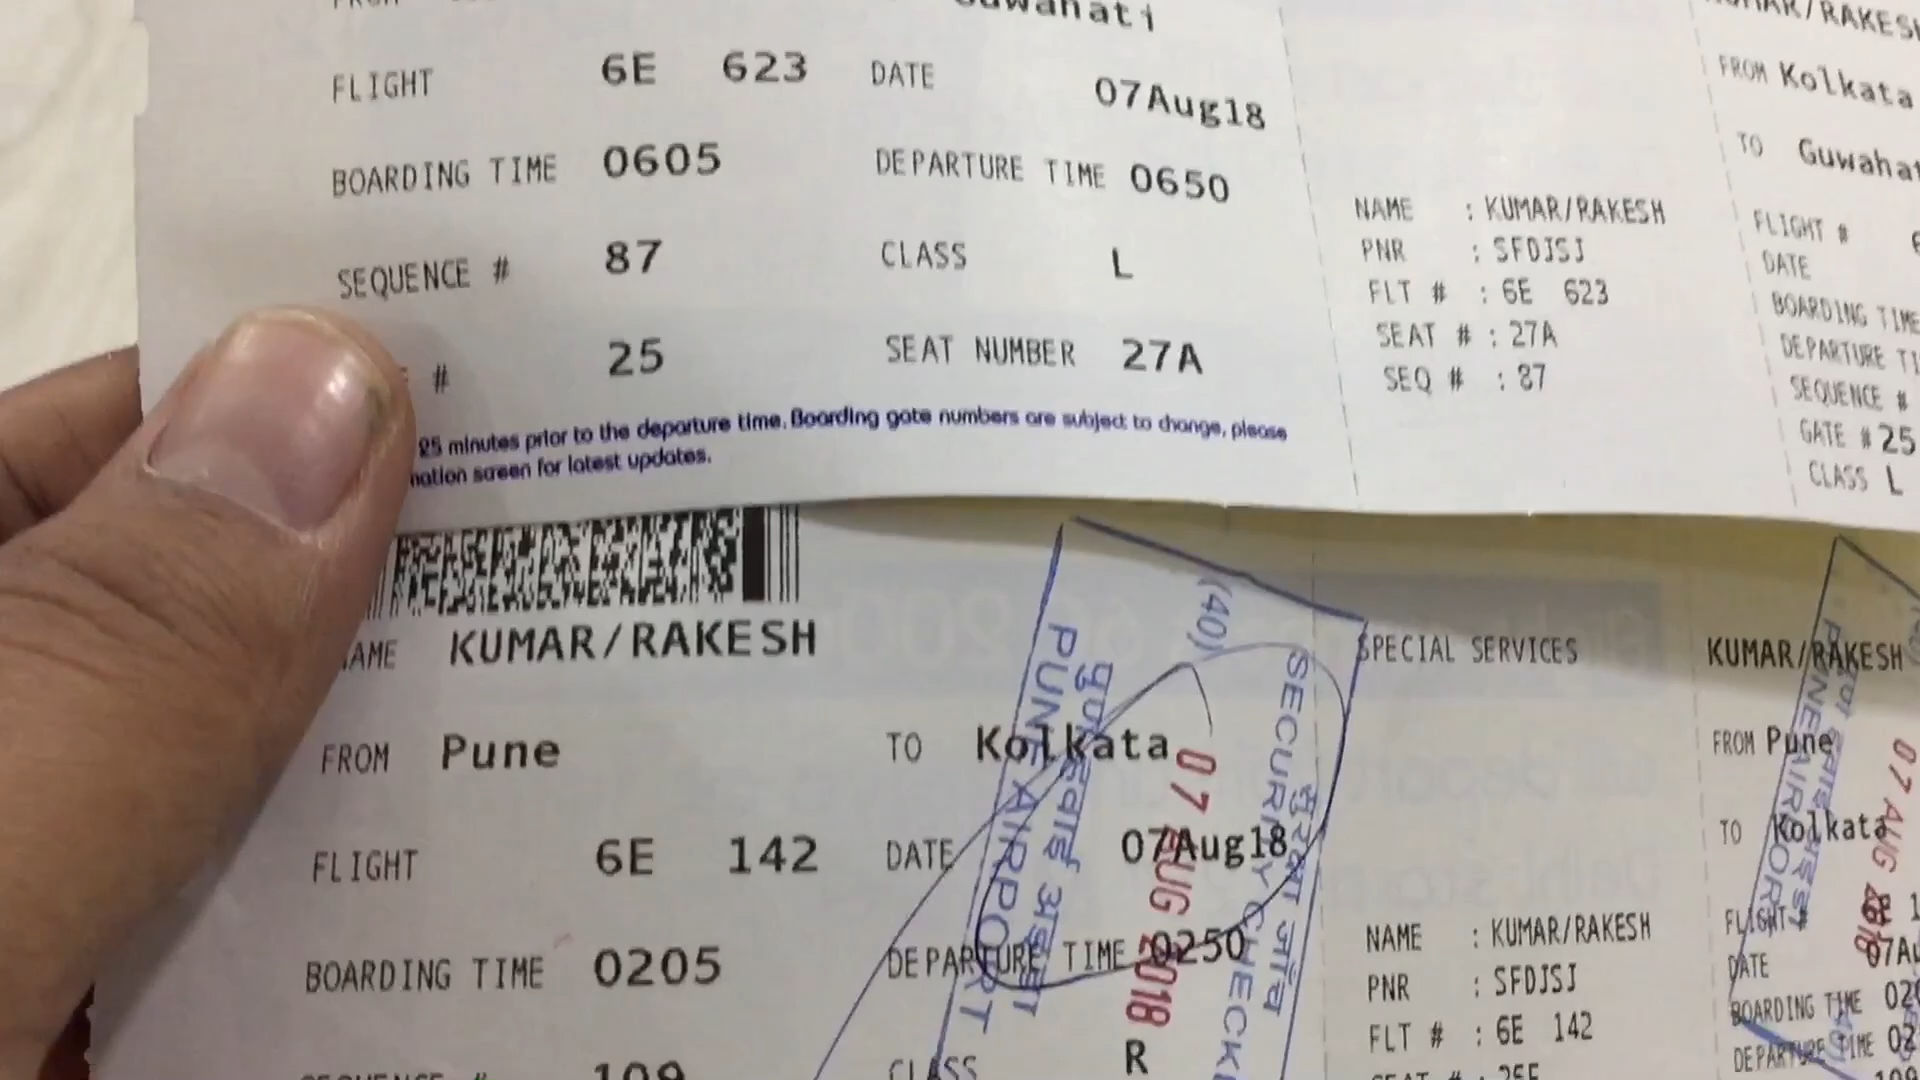 Guwahati
FLIGHT 6E 623 DATE 07Aug18
BOARDING TIME 0605 DEPARTURE TIME 0650
SEQUENCE # 87 CLASS L
# 25 SEAT NUMBER 27A
25 minutes prior to the departure time. Boarding gate numbers are subject to change, please
screen for latest updates.
NAME : KUMAR/RAKESH
PNR : SFDJSJ
FLT # : 6E 623
SEAT # : 27A
SEQ # : 87
FROM Kolkata
TO
FLIGHT #
DATE
BOARDING TIME
DEPARTURE
SEQUENCE #
GATE # 25
CLASS L
KUMAR/RAKESH
FROM Pune TO Kolkata
FLIGHT 6E 142 DATE 07Aug18
BOARDING TIME 0205 DEPARTURE TIME 0250
CLASS R
(40)
पुणे
PUNE AIRPORT
07 AUG 2018
सुरक्षा जाँच
SECURITY CHECK
SPECIAL SERVICES
NAME : KUMAR/RAKESH
PNR : SFDJSJ
FLT # : 6E 142
KUMAR/RAKESH
FROM Pune
TO Kolkata
FLIGHT #
DATE
BOARDING TIME
DEPARTURE TIME
PUNE AIRPORT
07 AUG